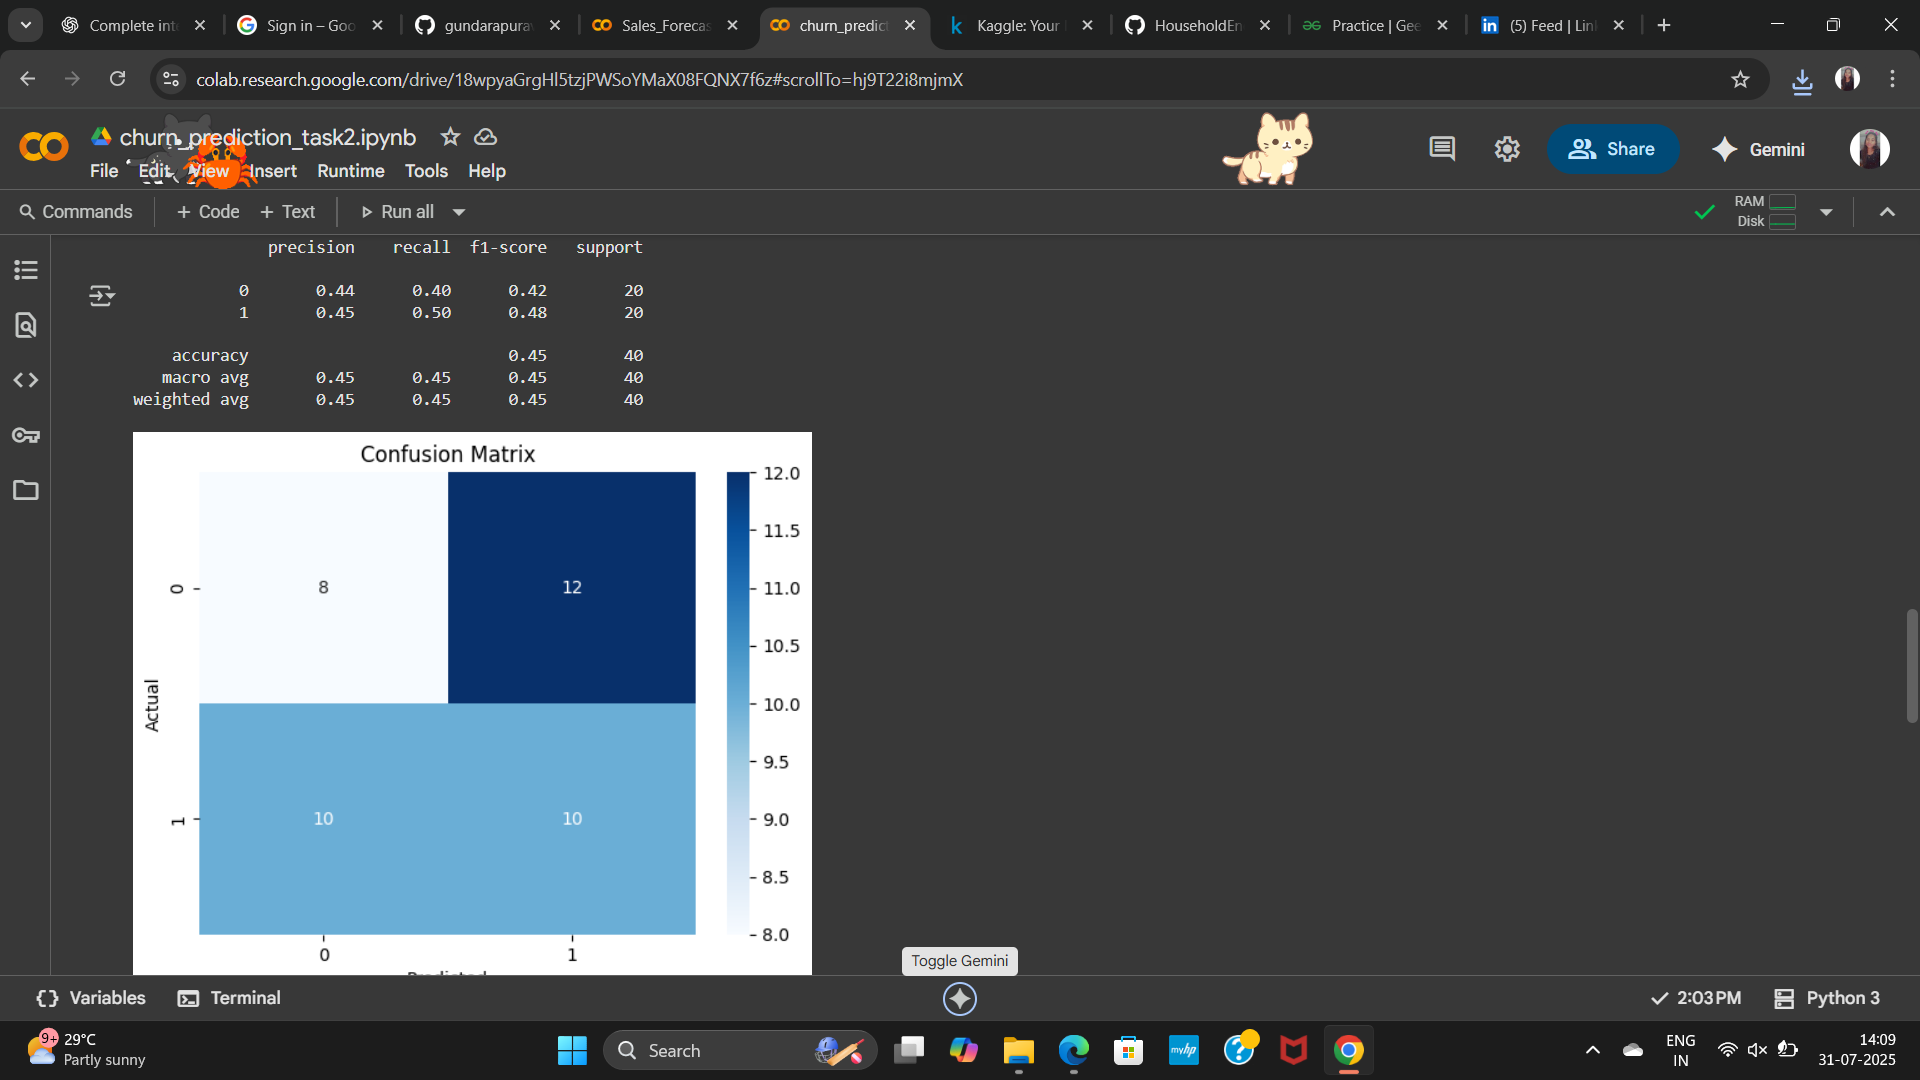 Complete int
Sign in – Goo
gundarapura
Sales_Forecas
churn_predic
Kaggle: Your
HouseholdEn
Practice | Gee
(5) Feed | Lin
colab.research.google.com/drive/18wpyaGrgHl5tzjPWSoYMaX08FQNX7f6z#scrollTo=hj9T22i8mjmX
churn_prediction_task2.ipynb
File Edit View Insert Runtime Tools Help
Share
Gemini
Commands + Code + Text Run all
RAM
Disk
precision recall f1-score support
0 0.44 0.40 0.42 20
1 0.45 0.50 0.48 20
accuracy 0.45 40
macro avg 0.45 0.45 0.45 40
weighted avg 0.45 0.45 0.45 40
Confusion Matrix
12.0
11.5
11.0
10.5
10.0
9.5
9.0
8.5
8.0
8 12
10 10
0
1
Actual
0 1
Predicted
Toggle Gemini
Variables Terminal
2:03 PM Python 3
9+
29°C
Partly sunny
Search
myhp
ENG
IN
14:09
31-07-2025